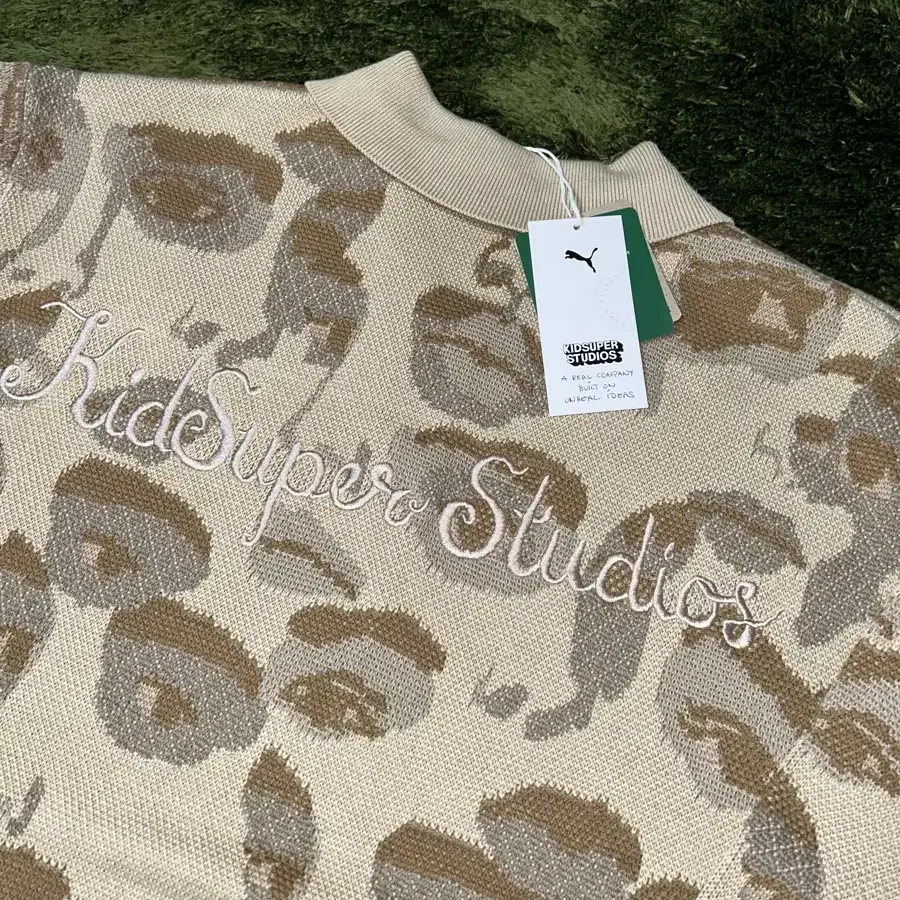 KidSuper Studios
KIDSUPER
STUDIOS
A REAL COMPANY
BUILT ON
UNREAL IDEAS